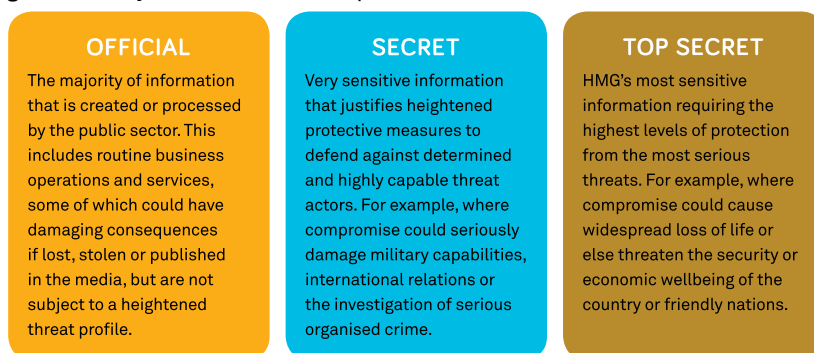 OFFICIAL
The majority of information
that is created or processed
by the public sector. This
includes routine business
operations and services,
some of which could have
damaging consequences
if lost, stolen or published
in the media, but are not
subject to a heightened
threat profile.
SECRET
Very sensitive information
that justifies heightened
protective measures to
defend against determined
and highly capable threat
actors. For example, where
compromise could seriously
damage military capabilities,
international relations or
the investigation of serious
organised crime.
TOP SECRET
HMG’s most sensitive
information requiring the
highest levels of protection
from the most serious
threats. For example, where
compromise could cause
widespread loss of life or
else threaten the security or
economic wellbeing of the
country or friendly nations.